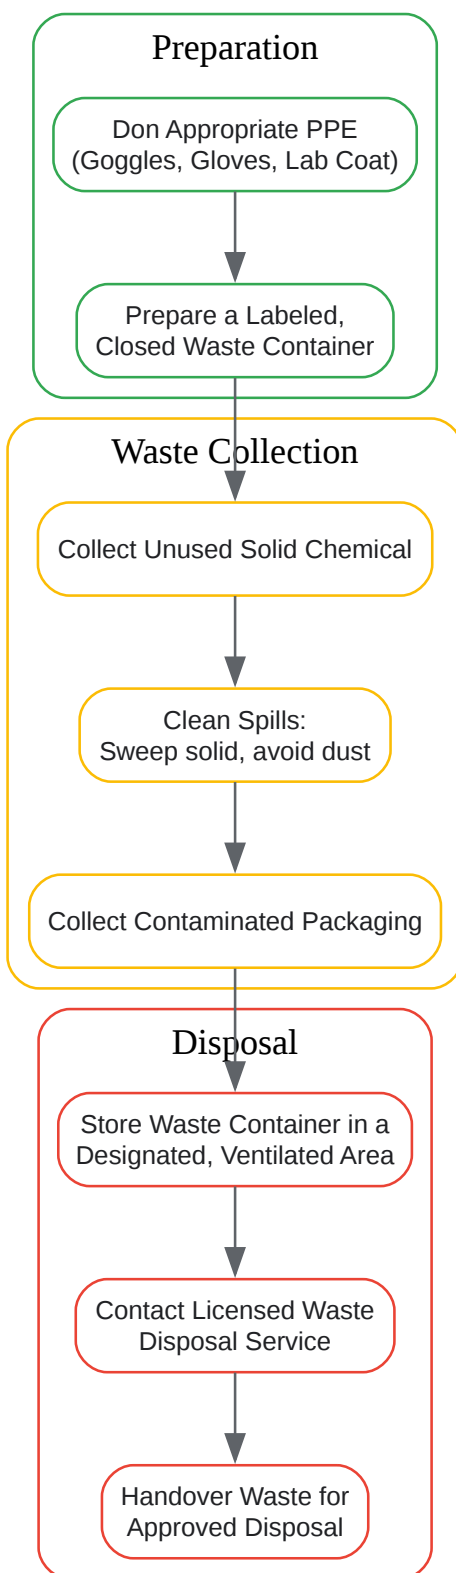 Preparation
Don Appropriate PPE
(Goggles, Gloves, Lab Coat)
Prepare a Labeled,
Closed Waste Container
Waste Collection
Collect Unused Solid Chemical
Clean Spills:
Sweep solid, avoid dust
Collect Contaminated Packaging
Disposal
Store Waste Container in a
Designated, Ventilated Area
Contact Licensed Waste
Disposal Service
Handover Waste for
Approved Disposal